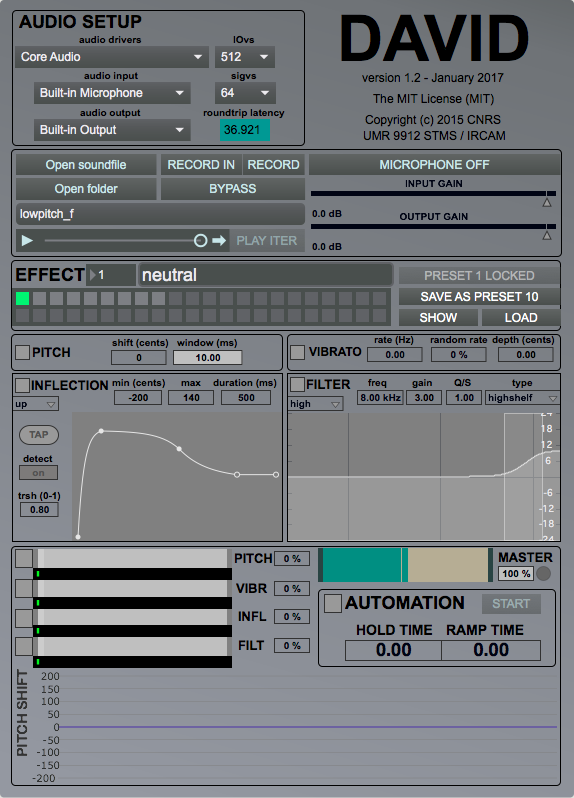 AUDIO SETUP
audio drivers IOvs
Core Audio 512
audio input sigvs
Built-in Microphone 64
audio output roundtrip latency
Built-in Output 36.921
DAVID
version 1.2 - January 2017
The MIT License (MIT)
Copyright (c) 2015 CNRS
UMR 9912 STMS / IRCAM
Open soundfile RECORD IN RECORD MICROPHONE OFF
Open folder BYPASS
INPUT GAIN
0.0 dB
lowpitch_f
OUTPUT GAIN
0.0 dB
PLAY ITER
EFFECT 1 neutral
PRESET 1 LOCKED
SAVE AS PRESET 10
SHOW LOAD
PITCH
shift (cents) window (ms)
0 10.00
VIBRATO
rate (Hz) random rate depth (cents)
0.00 0 % 0.00
INFLECTION
min (cents) max duration (ms)
-200 140 500
up
TAP
detect
on
trsh (0-1)
0.80
FILTER
freq gain Q/S type
8.00 kHz 3.00 1.00 highshelf
high
24
18
12
6
-6
-12
-18
-24
PITCH 0 %
VIBR 0 %
INFL 0 %
FILT 0 %
MASTER
100 %
AUTOMATION START
HOLD TIME RAMP TIME
0.00 0.00
PITCH SHIFT
200
150
100
50
0
-50
-100
-150
-200